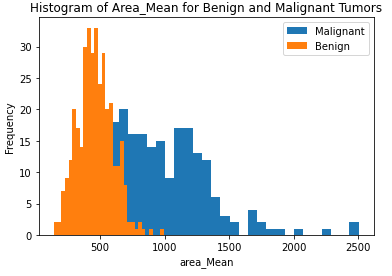 Histogram of Area_Mean for Benign and Malignant Tumors
Malignant
Benign
Frequency
35
30
25
20
15
10
5
0
500
1000
1500
2000
2500
area_Mean